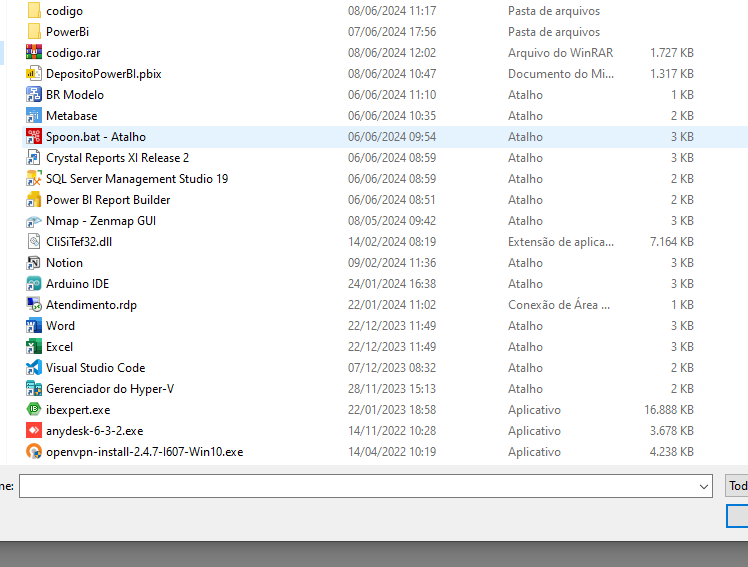 codigo 08/06/2024 11:17 Pasta de arquivos
PowerBi 07/06/2024 17:56 Pasta de arquivos
codigo.rar 08/06/2024 12:02 Arquivo do WinRAR 1.727 KB
DepositoPowerBI.pbix 08/06/2024 10:47 Documento do Mi... 1.317 KB
BR Modelo 06/06/2024 11:10 Atalho 1 KB
Metabase 06/06/2024 10:35 Atalho 2 KB
Spoon.bat - Atalho 06/06/2024 09:54 Atalho 3 KB
Crystal Reports XI Release 2 06/06/2024 08:59 Atalho 3 KB
SQL Server Management Studio 19 06/06/2024 08:59 Atalho 2 KB
Power BI Report Builder 06/06/2024 08:51 Atalho 2 KB
Nmap - Zenmap GUI 08/05/2024 09:42 Atalho 3 KB
CliSiTef32.dll 14/02/2024 08:19 Extensão de aplica... 7.164 KB
Notion 09/02/2024 11:36 Atalho 3 KB
Arduino IDE 24/01/2024 16:38 Atalho 3 KB
Atendimento.rdp 22/01/2024 11:02 Conexão de Área ... 1 KB
Word 22/12/2023 11:49 Atalho 3 KB
Excel 22/12/2023 11:49 Atalho 3 KB
Visual Studio Code 07/12/2023 08:32 Atalho 2 KB
Gerenciador do Hyper-V 28/11/2023 15:13 Atalho 2 KB
ibexpert.exe 22/01/2023 18:58 Aplicativo 16.888 KB
anydesk-6-3-2.exe 14/11/2022 10:28 Aplicativo 3.678 KB
openvpn-install-2.4.7-I607-Win10.exe 14/04/2022 10:19 Aplicativo 4.238 KB
me: Tod